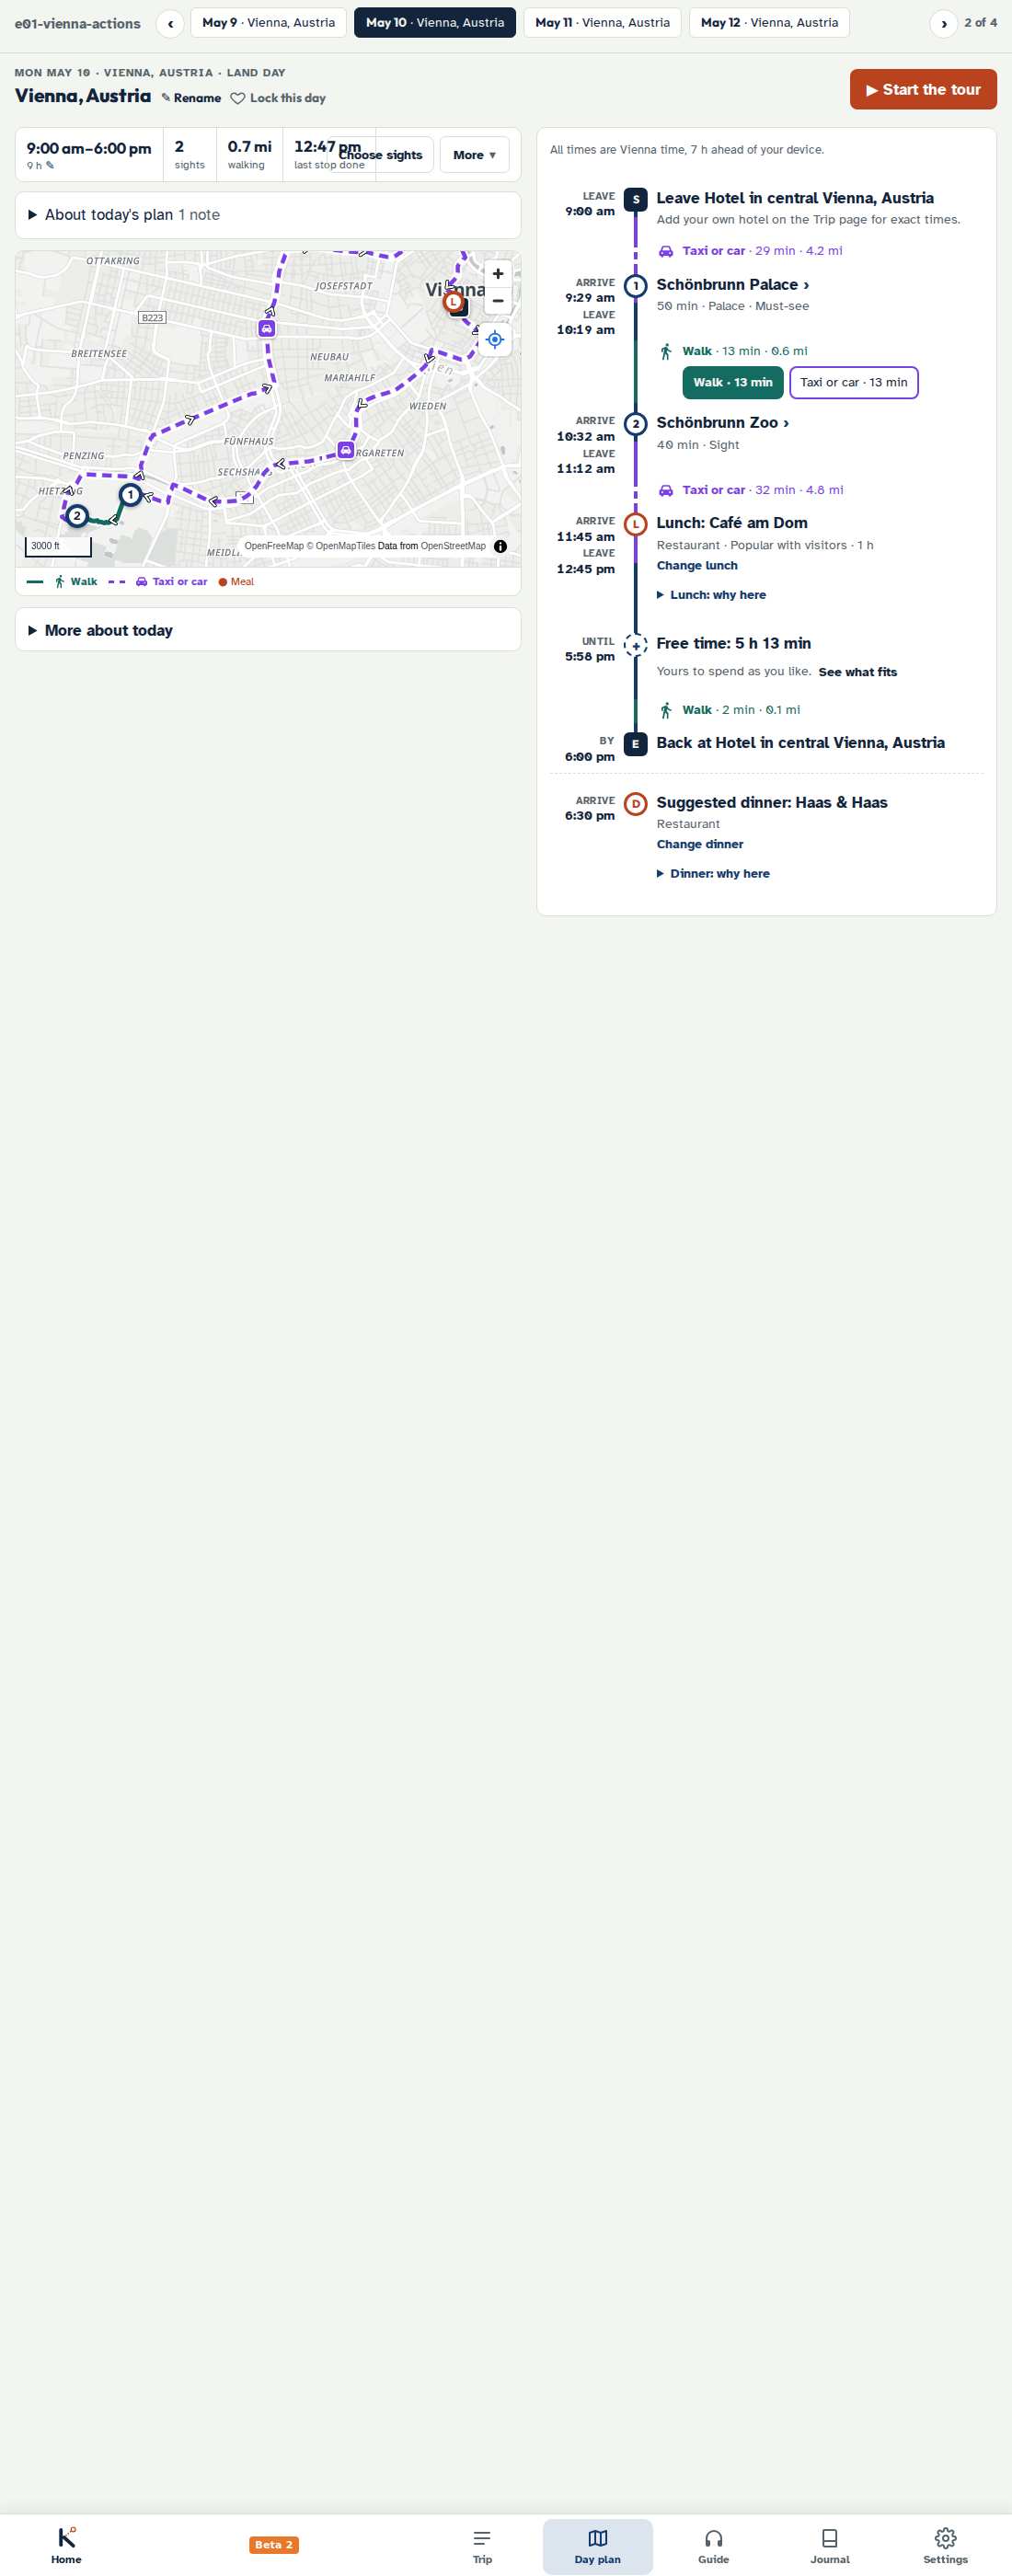 e01-vienna-actions
‹
May 9 · Vienna, Austria
May 10 · Vienna, Austria
May 11 · Vienna, Austria
May 12 · Vienna, Austria
›
2 of 4
MON MAY 10 · VIENNA, AUSTRIA · LAND DAY
Vienna, Austria ✎ Rename Lock this day
▶ Start the tour
9:00 am–6:00 pm
9 h ✎
2
sights
0.7 mi
walking
12:47 pm
last stop done
Choose sights
More ▼
▶ About today's plan 1 note
OTTAKRING
JOSEFSTADT
Vienna
L
+
−
B223
BREITENSEE
NEUBAU
MARIAHILF
WIEDEN
FÜNFHAUS
PENZING
SECHSHAUS
RGARETEN
HIETZING
1
2
3000 ft
MEIDLI
OpenFreeMap © OpenMapTiles Data from OpenStreetMap
Walk Taxi or car Meal
▶ More about today
All times are Vienna time, 7 h ahead of your device.
LEAVE
9:00 am
S
Leave Hotel in central Vienna, Austria
Add your own hotel on the Trip page for exact times.
Taxi or car · 29 min · 4.2 mi
ARRIVE
9:29 am
LEAVE
10:19 am
1
Schönbrunn Palace ›
50 min · Palace · Must-see
Walk · 13 min · 0.6 mi
Walk · 13 min
Taxi or car · 13 min
ARRIVE
10:32 am
LEAVE
11:12 am
2
Schönbrunn Zoo ›
40 min · Sight
Taxi or car · 32 min · 4.8 mi
ARRIVE
11:45 am
LEAVE
12:45 pm
L
Lunch: Café am Dom
Restaurant · Popular with visitors · 1 h
Change lunch
▶ Lunch: why here
UNTIL
5:58 pm
+
Free time: 5 h 13 min
Yours to spend as you like. See what fits
Walk · 2 min · 0.1 mi
BY
6:00 pm
E
Back at Hotel in central Vienna, Austria
ARRIVE
6:30 pm
D
Suggested dinner: Haas & Haas
Restaurant
Change dinner
▶ Dinner: why here
Home
Beta 2
Trip
Day plan
Guide
Journal
Settings